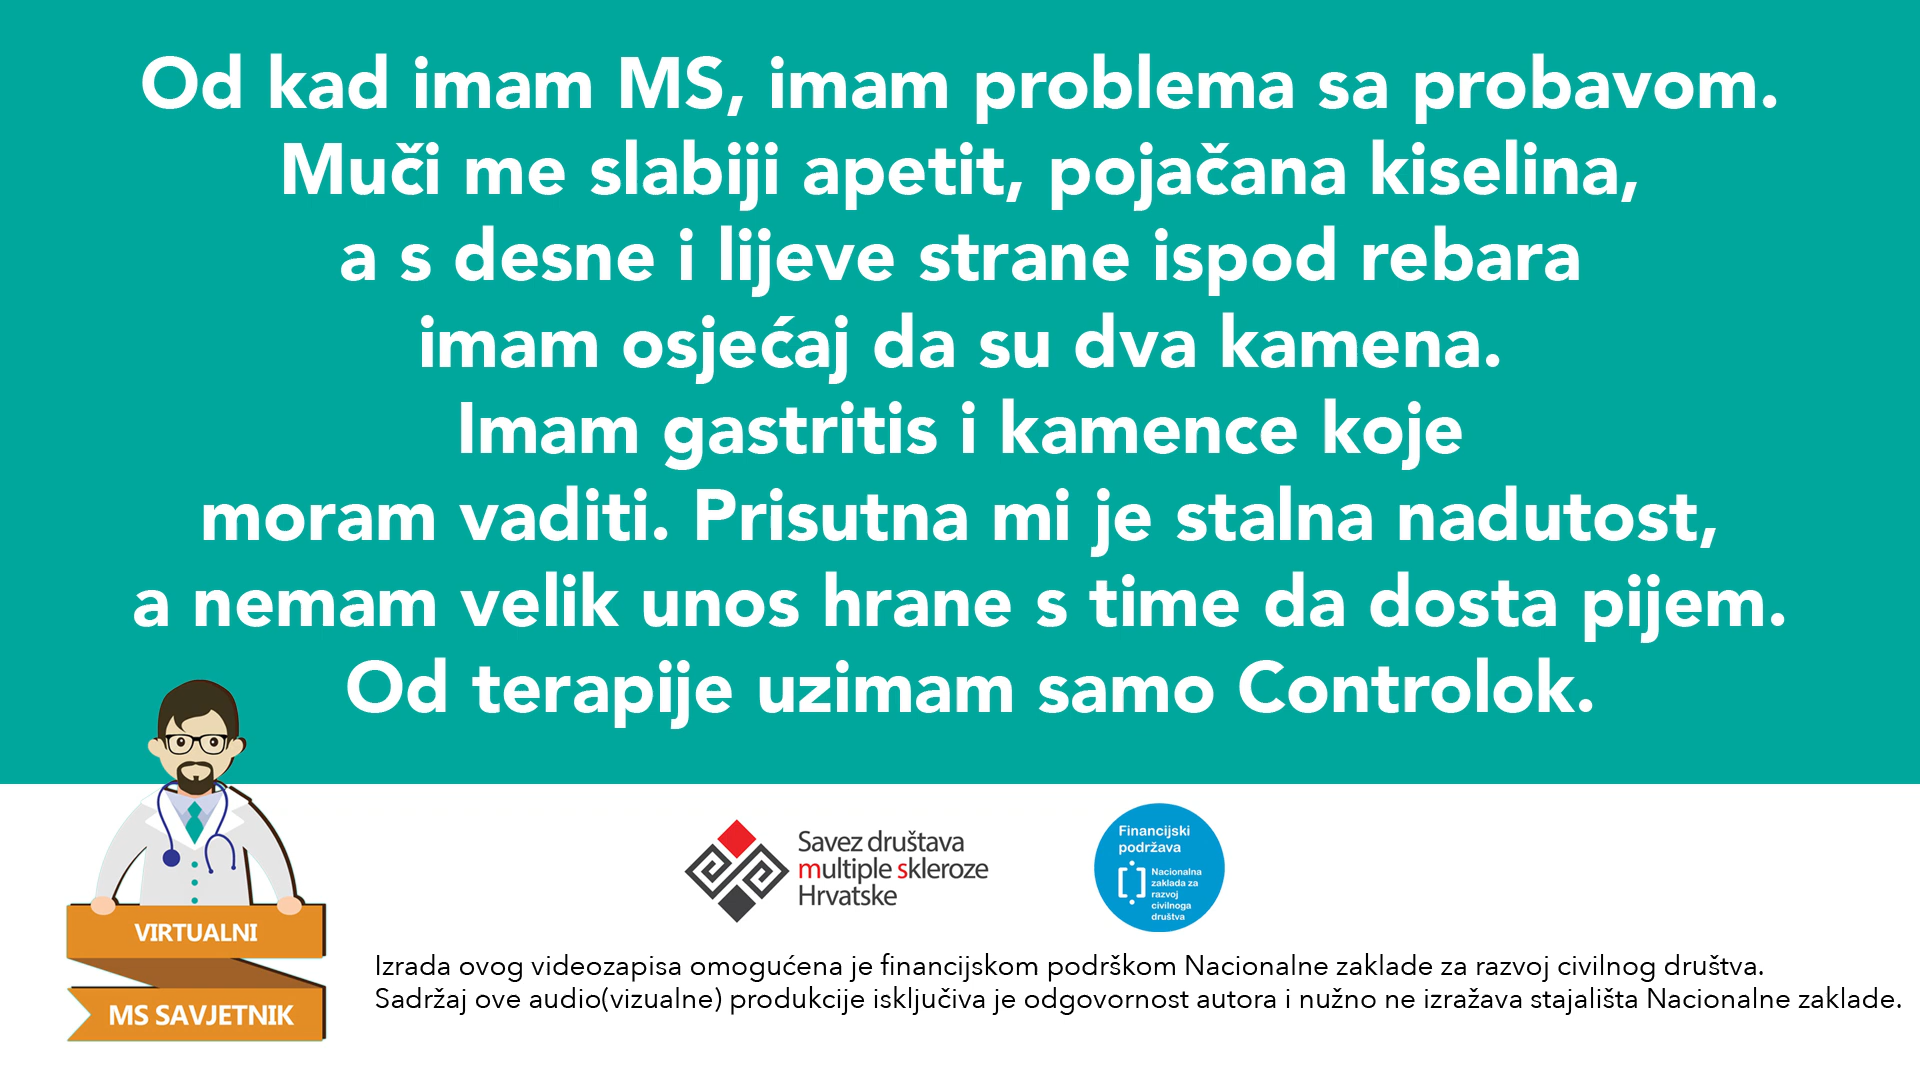 Od kad imam MS, imam problema sa probavom.
Muči me slabiji apetit, pojačana kiselina,
a s desne i lijeve strane ispod rebara
imam osjećaj da su dva kamena.
Imam gastritis i kamence koje
moram vaditi. Prisutna mi je stalna nadutost,
a nemam velik unos hrane s time da dosta pijem.
Od terapije uzimam samo Controlok.
VIRTUALNI
MS SAVJETNIK
Savez društava
multiple skleroze
Hrvatske
Financijski
podržava
Nacionalna
zaklada za
razvoj
civilnoga
društva
Izrada ovog videozapisa omogućena je financijskom podrškom Nacionalne zaklade za razvoj civilnog društva.
Sadržaj ove audio(vizualne) produkcije isključiva je odgovornost autora i nužno ne izražava stajališta Nacionalne zaklade.